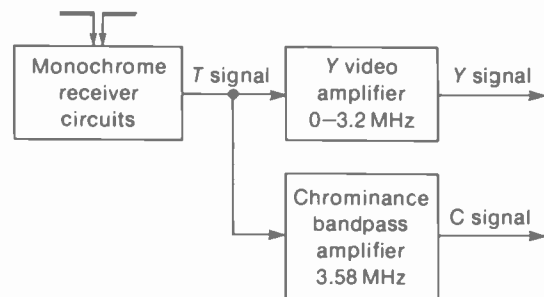 Monochrome
receiver
circuits
T signal
Y video
amplifier
0–3.2 MHz
Y signal
Chrominance
bandpass
amplifier
3.58 MHz
C signal